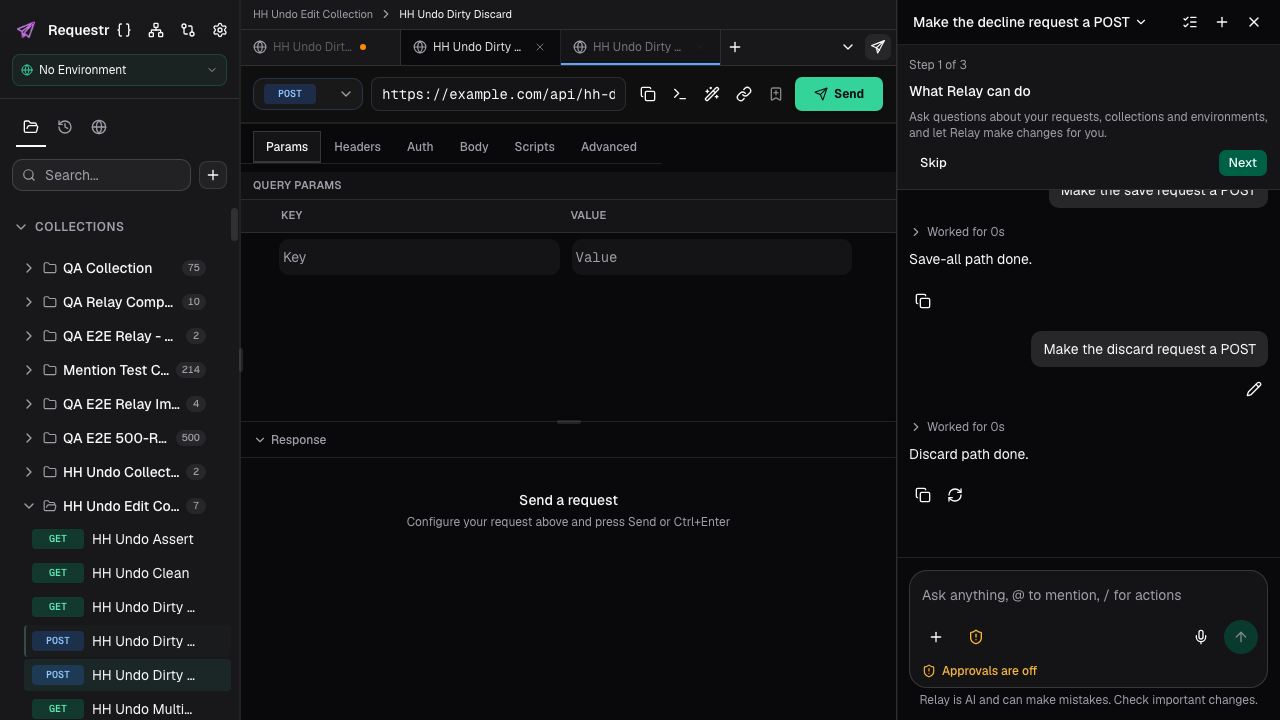 Requestr
No Environment
Search...
COLLECTIONS
QA Collection 75
QA Relay Comp... 10
QA E2E Relay - ... 2
Mention Test C... 214
QA E2E Relay Im... 4
QA E2E 500-R... 500
HH Undo Collect... 2
HH Undo Edit Co... 7
GET HH Undo Assert
GET HH Undo Clean
GET HH Undo Dirty ...
POST HH Undo Dirty ...
POST HH Undo Dirty ...
GET HH Undo Multi...
HH Undo Edit Collection > HH Undo Dirty Discard
HH Undo Dirt... HH Undo Dirty ... HH Undo Dirty ...
POST https://example.com/api/hh-d Send
Params Headers Auth Body Scripts Advanced
QUERY PARAMS
KEY VALUE
Key Value
Response
Send a request
Configure your request above and press Send or Ctrl+Enter
Make the decline request a POST
Step 1 of 3
What Relay can do
Ask questions about your requests, collections and environments,
and let Relay make changes for you.
Skip Next
Make the save request a POST
Worked for 0s
Save-all path done.
Make the discard request a POST
Worked for 0s
Discard path done.
Ask anything, @ to mention, / for actions
Approvals are off
Relay is AI and can make mistakes. Check important changes.